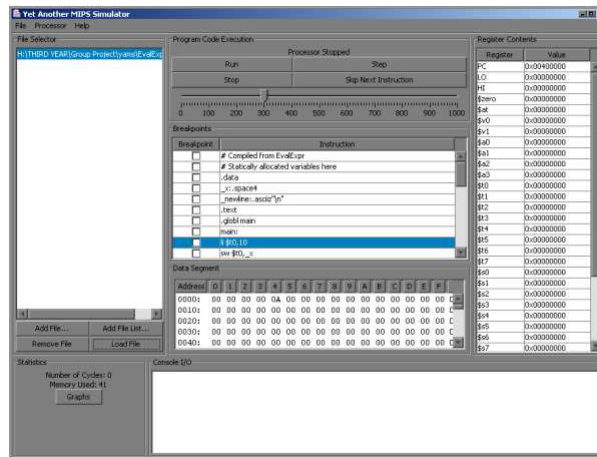 Yet Another MIPS Simulator
File Processor Help
File Selector
H:\THIRD YEAR\Group Project\yams\EvalExp
Add File... Add File List...
Remove File Load File
Program Code Execution
Processor Stopped
Run Step
Stop Skip Next Instruction
0 100 200 300 400 500 600 700 800 900 1000
Breakpoints
Breakpoint Instruction
# Compiled from EvalExpr
# Statically allocated variables here
.data
_x:.space4
_newline:.asciiz"\n"
.text
.globl main
main:
li $t0,10
sw $t0,_x
Data Segment
Address 0 1 2 3 4 5 6 7 8 9 A B C D E F
0000: 00 00 00 00 0A 00 00 00 00 00 00 00 00 00 00 0
0010: 00 00 00 00 00 00 00 00 00 00 00 00 00 00 00 0
0020: 00 00 00 00 00 00 00 00 00 00 00 00 00 00 00 0
0030: 00 00 00 00 00 00 00 00 00 00 00 00 00 00 00 0
0040: 00 00 00 00 00 00 00 00 00 00 00 00 00 00 00 0
Register Contents
Register Value
PC 0x00400000
LO 0x00000000
HI 0x00000000
$zero 0x00000000
$at 0x00000000
$v0 0x00000000
$v1 0x00000000
$a0 0x00000000
$a1 0x00000000
$a2 0x00000000
$a3 0x00000000
$t0 0x00000000
$t1 0x00000000
$t2 0x00000000
$t3 0x00000000
$t4 0x00000000
$t5 0x00000000
$t6 0x00000000
$t7 0x00000000
$s0 0x00000000
$s1 0x00000000
$s2 0x00000000
$s3 0x00000000
$s4 0x00000000
$s5 0x00000000
$s6 0x00000000
$s7 0x00000000
Statistics
Number of Cycles: 0
Memory Used: 41
Graphs
Console I/O